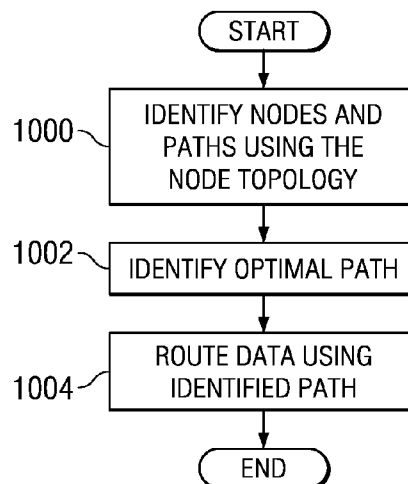 START
1000
IDENTIFY NODES AND
PATHS USING THE
NODE TOPOLOGY
1002
IDENTIFY OPTIMAL PATH
1004
ROUTE DATA USING
IDENTIFIED PATH
END